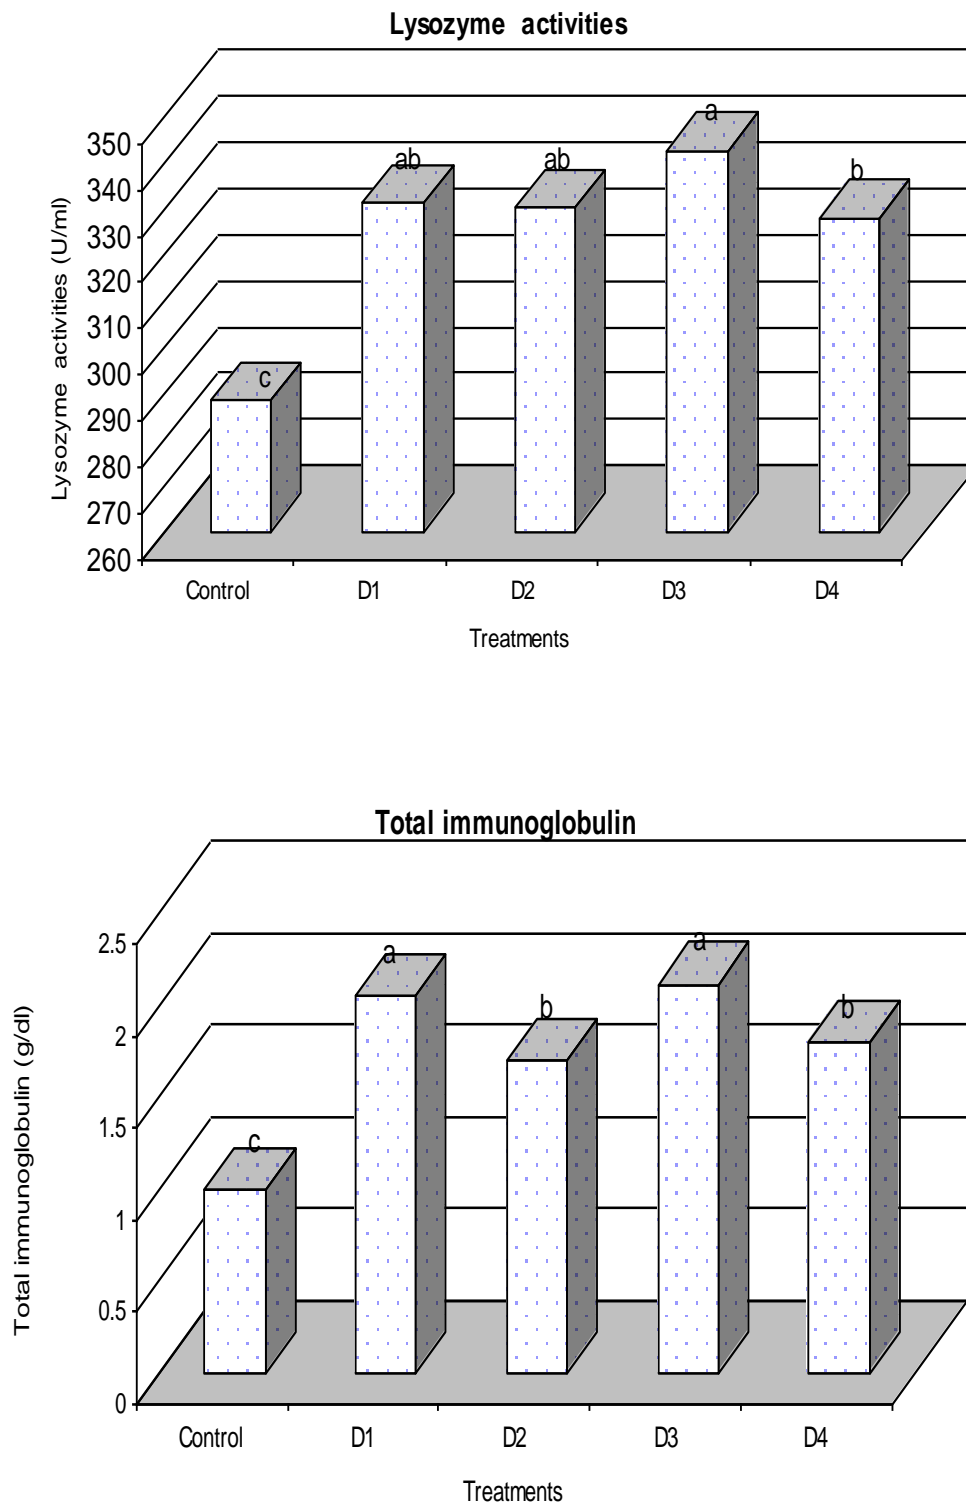 Lysozyme activities
Lysozyme activities (U/ml)
350
340
330
320
310
300
290
280
270
260
c
ab
ab
a
b
Control D1 D2 D3 D4
Treatments
Total immunoglobulin
Total immunoglobulin (g/dl)
2.5
2
1.5
1
0.5
0
c
a
b
a
b
Control D1 D2 D3 D4
Treatments